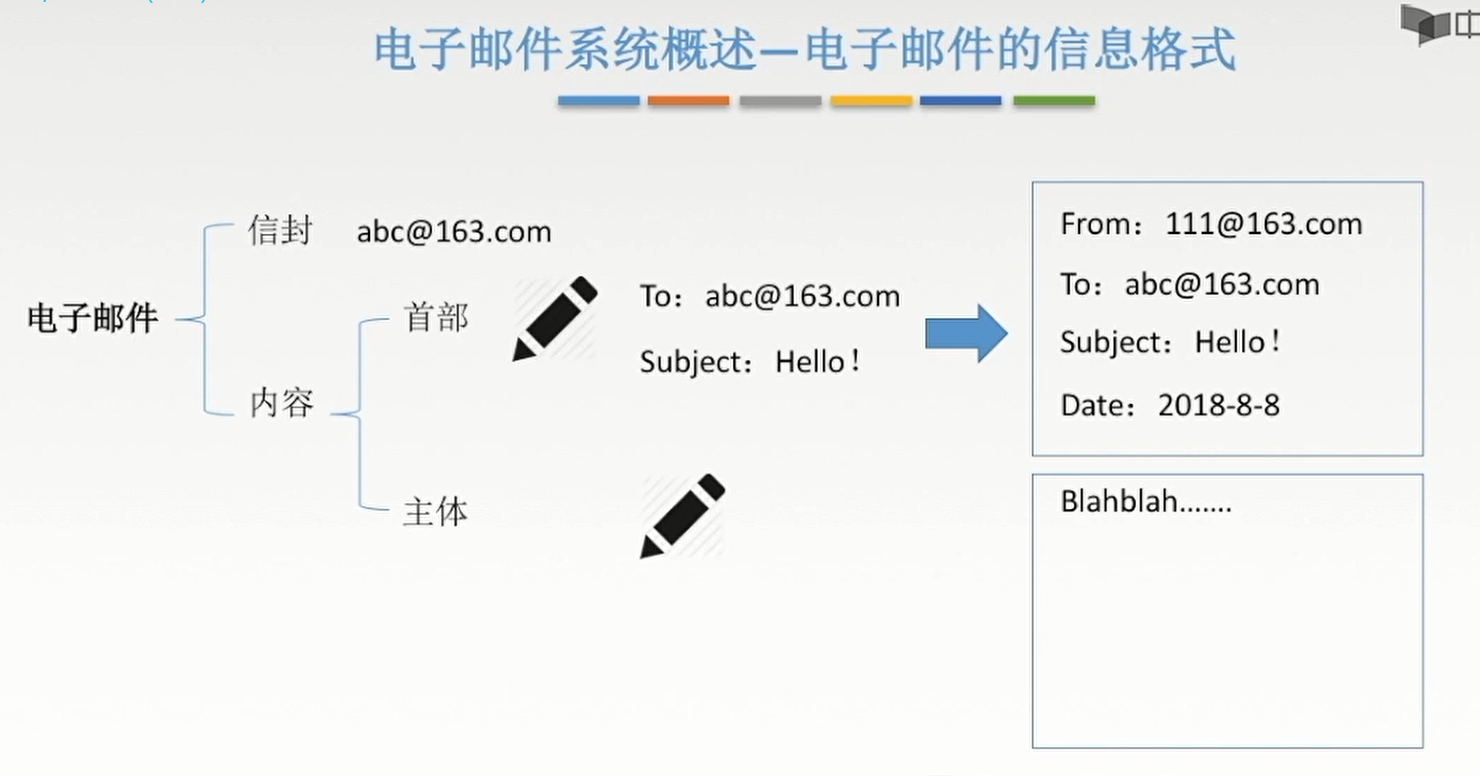 电子邮件系统概述—电子邮件的信息格式
中
电子邮件
信封 abc@163.com
内容
首部
To：abc@163.com
Subject：Hello！
主体
From：111@163.com
To：abc@163.com
Subject：Hello！
Date：2018-8-8
Blahblah.......